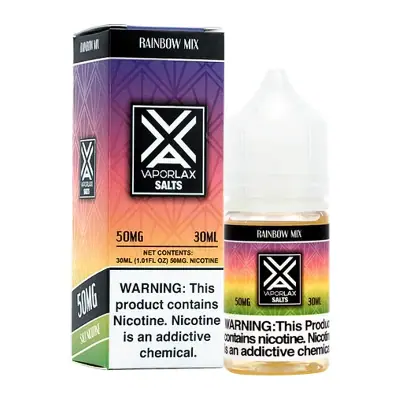 RAINBOW MIX
VAPORLAX
SALTS
50MG 30ML
NET CONTENTS:
30ML (1.01FL OZ) 50MG. NICOTINE
WARNING: This
product contains
Nicotine. Nicotine
is an addictive
chemical.
50MG
SALT NICOTINE
RAINBOW MIX
VAPORLAX
SALTS
50MG 30ML
WARNING:This Product
contains nicotine. Nicotine
is an addictive chemical.